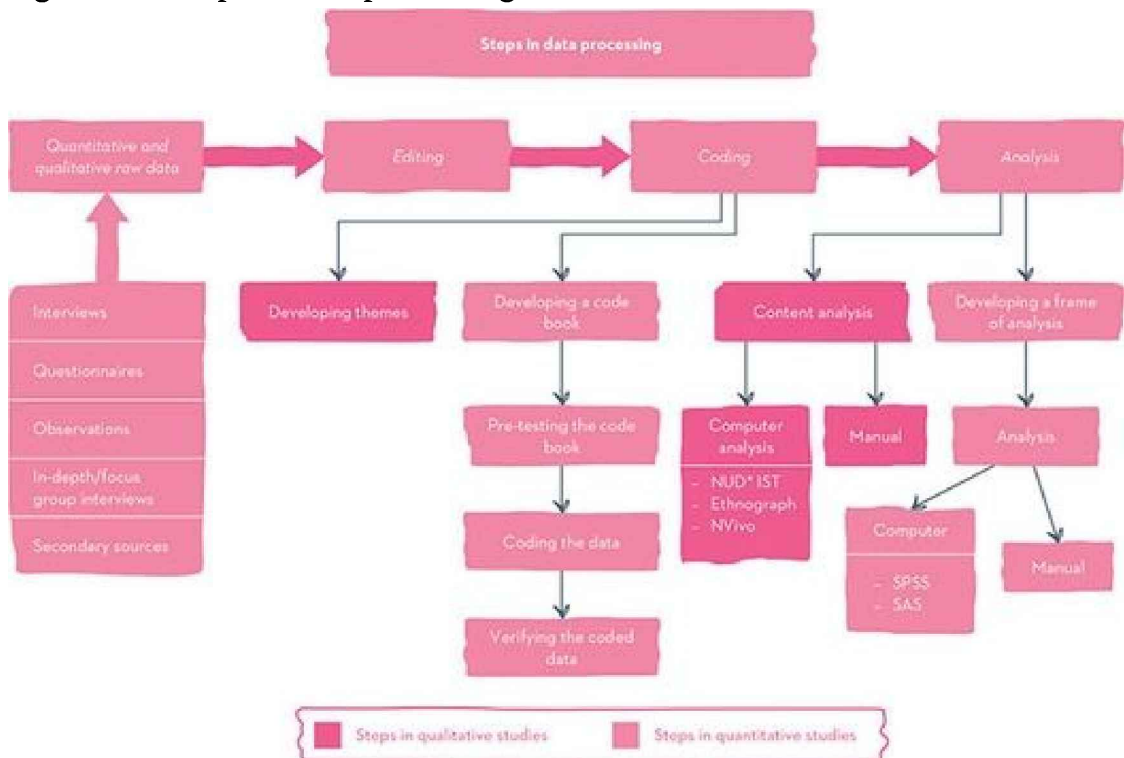 Steps in data processing
Quantitative and
qualitative raw data
Editing
Coding
Analysis
Interviews
Questionnaires
Observations
In-depth/focus
group interviews
Secondary sources
Developing themes
Developing a code
book
Pre-testing the code
book
Coding the data
Verifying the coded
data
Content analysis
Computer
analysis
- NUD* IST
- Ethnograph
- NVivo
Manual
Developing a frame
of analysis
Analysis
Computer
- SPSS
- SAS
Manual
Steps in qualitative studies
Steps in quantitative studies